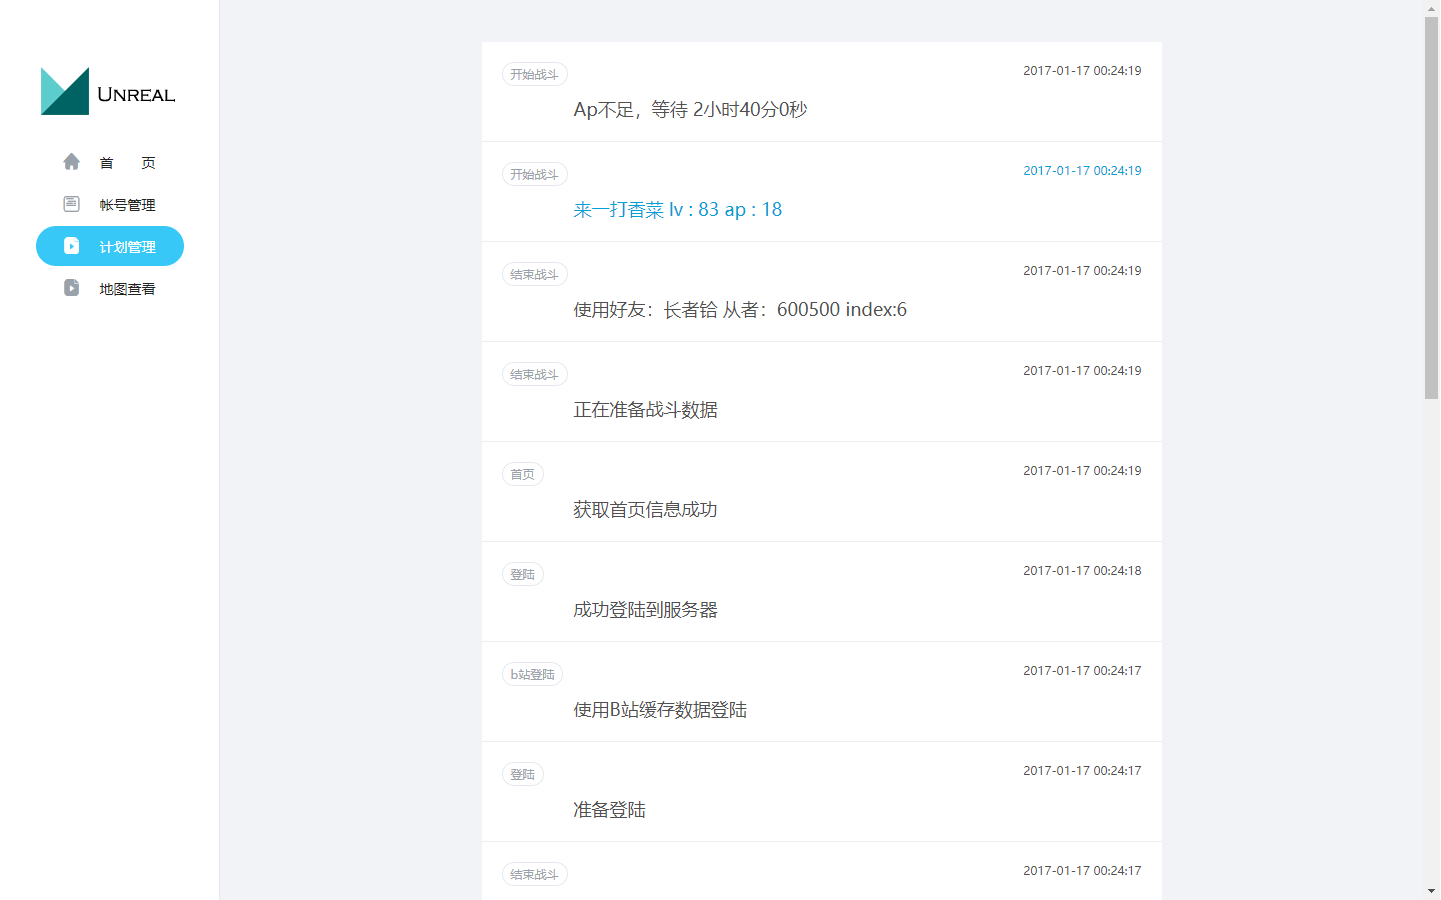 UNREAL
首 页
帐号管理
计划管理
地图查看
开始战斗 2017-01-17 00:24:19
Ap不足，等待 2小时40分0秒
开始战斗 2017-01-17 00:24:19
来一打香菜 lv : 83 ap : 18
结束战斗 2017-01-17 00:24:19
使用好友：长者铪 从者：600500 index:6
结束战斗 2017-01-17 00:24:19
正在准备战斗数据
首页 2017-01-17 00:24:19
获取首页信息成功
登陆 2017-01-17 00:24:18
成功登陆到服务器
b站登陆 2017-01-17 00:24:17
使用B站缓存数据登陆
登陆 2017-01-17 00:24:17
准备登陆
结束战斗 2017-01-17 00:24:17